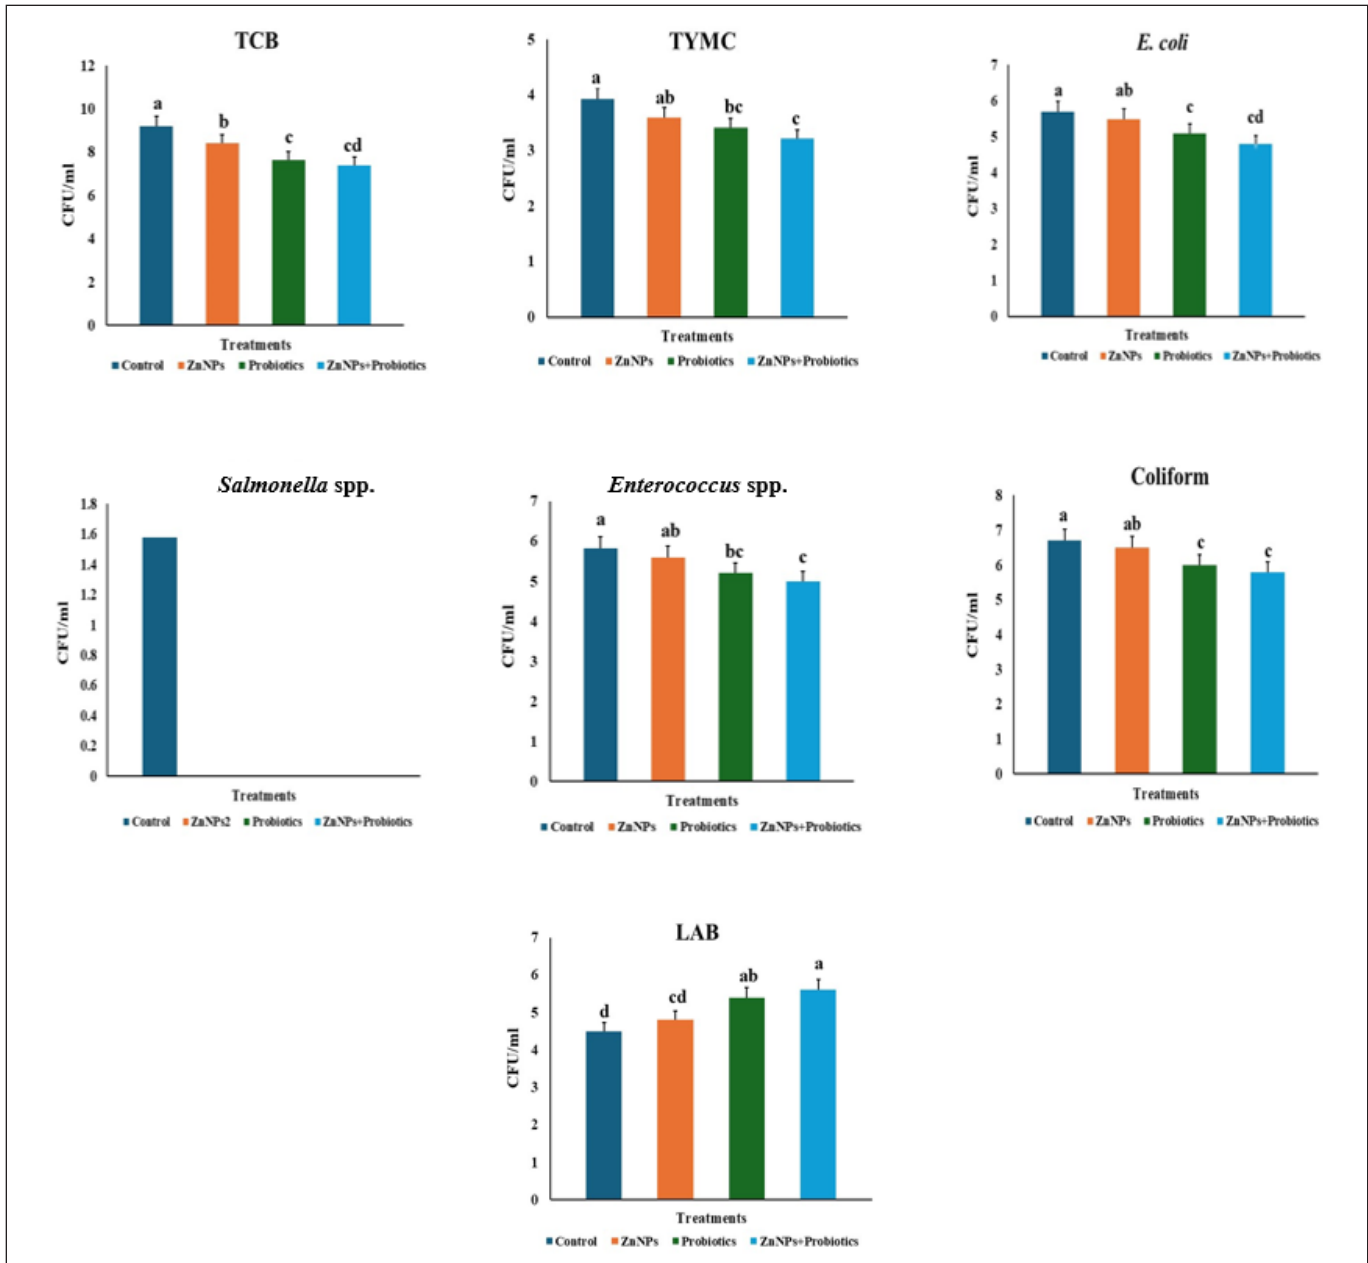 TCB
12
10
8
6
4
2
0
CFU/ml
a
b
c
cd
Treatments
Control ZnNPs Probiotics ZnNPs+Probiotics
TYMC
5
4
3
2
1
0
CFU/ml
a
ab
bc
c
Treatments
Control ZnNPs Probiotics ZnNPs+Probiotics
E. coli
7
6
5
4
3
2
1
0
CFU/ml
a
ab
c
cd
Treatments
Control ZnNPs Probiotics ZnNPs+Probiotics
Salmonella spp.
1.8
1.6
1.4
1.2
1
0.8
0.6
0.4
0.2
0
CFU/ml
Treatments
Control ZnNPs2 Probiotics ZnNPs+Probiotics
Enterococcus spp.
7
6
5
4
3
2
1
0
CFU/ml
a
ab
bc
c
Treatments
Control ZnNPs Probiotics ZnNPs+Probiotics
Coliform
8
7
6
5
4
3
2
1
0
CFU/ml
a
ab
c
c
Treatments
Control ZnNPs Probiotics ZnNPs+Probiotics
LAB
7
6
5
4
3
2
1
0
CFU/ml
d
cd
ab
a
Treatments
Control ZnNPs Probiotics ZnNPs+Probiotics